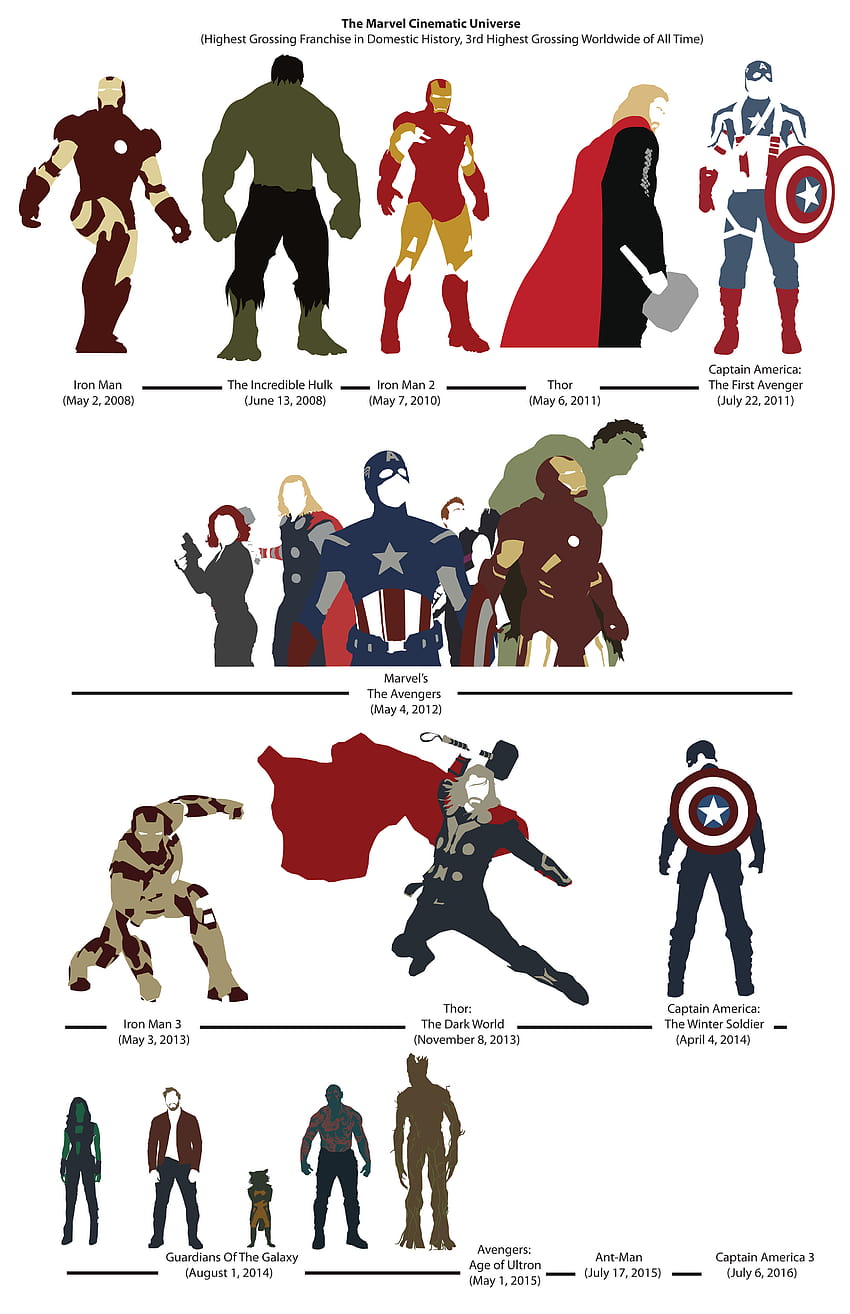 The Marvel Cinematic Universe
(Highest Grossing Franchise in Domestic History, 3rd Highest Grossing Worldwide of All Time)
Iron Man
(May 2, 2008)
The Incredible Hulk
(June 13, 2008)
Iron Man 2
(May 7, 2010)
Thor
(May 6, 2011)
Captain America:
The First Avenger
(July 22, 2011)
Marvel's
The Avengers
(May 4, 2012)
Iron Man 3
(May 3, 2013)
Thor:
The Dark World
(November 8, 2013)
Captain America:
The Winter Soldier
(April 4, 2014)
Guardians Of The Galaxy
(August 1, 2014)
Avengers:
Age of Ultron
(May 1, 2015)
Ant-Man
(July 17, 2015)
Captain America 3
(July 6, 2016)